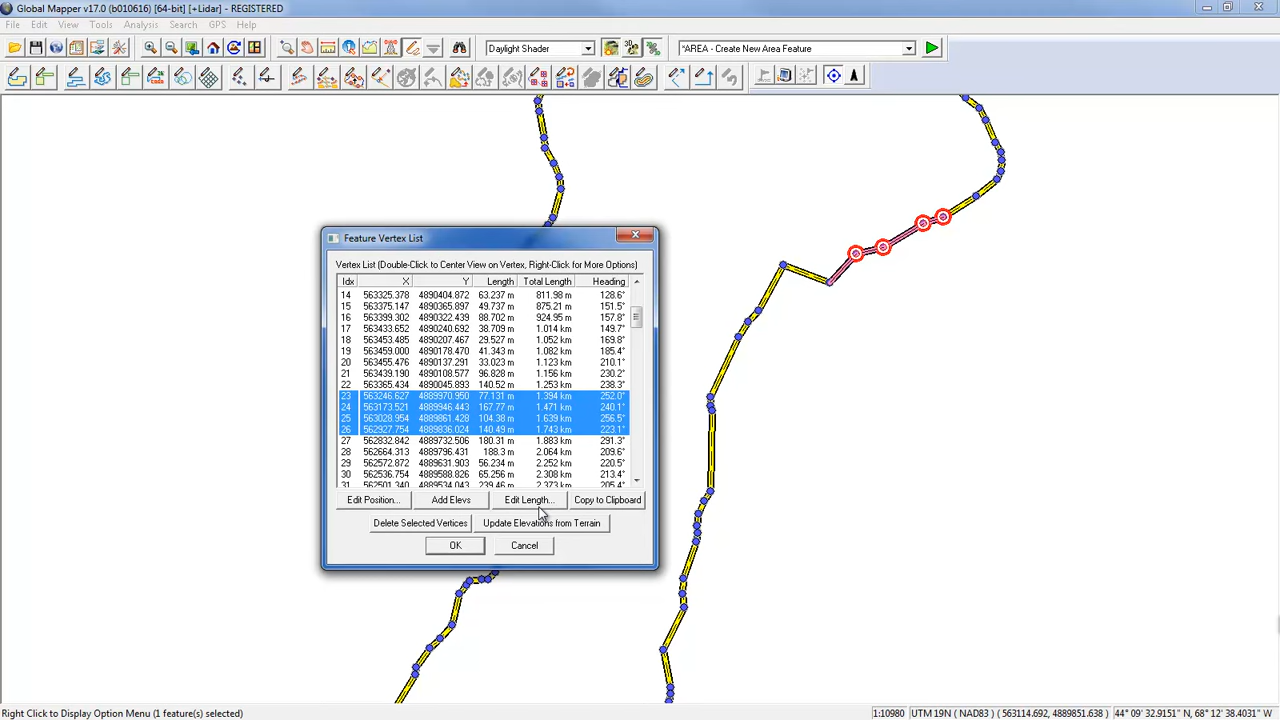 Global Mapper v17.0 (b010616) [64-bit] [+Lidar] - REGISTERED
File Edit View Tools Analysis Search GPS Help
Daylight Shader
*AREA - Create New Area Feature
Feature Vertex List
Vertex List (Double-Click to Center View on Vertex, Right-Click for More Options)
Idx X Y Length Total Length Heading
14 563325.378 4890404.872 63.237 m 811.98 m 128.6°
15 563375.147 4890365.897 49.737 m 875.21 m 151.5°
16 563399.302 4890322.439 88.702 m 924.95 m 157.8°
17 563433.652 4890240.692 38.709 m 1.014 km 149.7°
18 563453.485 4890207.467 29.527 m 1.052 km 169.8°
19 563459.000 4890178.470 41.343 m 1.082 km 185.4°
20 563455.476 4890137.291 33.023 m 1.123 km 210.1°
21 563439.190 4890108.577 96.828 m 1.156 km 230.2°
22 563365.434 4890045.893 140.52 m 1.253 km 238.3°
23 563246.627 4889970.950 77.131 m 1.394 km 252.0°
24 563173.521 4889946.443 167.77 m 1.471 km 240.1°
25 563028.954 4889861.428 104.38 m 1.639 km 256.5°
26 562927.754 4889836.024 140.49 m 1.743 km 223.1°
27 562832.842 4889732.506 180.31 m 1.883 km 291.3°
28 562664.313 4889796.431 188.3 m 2.064 km 209.6°
29 562572.872 4889631.903 56.234 m 2.252 km 220.5°
30 562536.754 4889588.826 65.256 m 2.308 km 213.4°
31 562501.340 239.46 m 2.373 km 205.4°
Edit Position... Add Elevs Edit Length... Copy to Clipboard
Delete Selected Vertices Update Elevations from Terrain
OK Cancel
Right Click to Display Option Menu (1 feature(s) selected)
1:10980 UTM 19N ( NAD83 ) ( 563114.692, 4889851.638 ) 44° 09' 32.9151" N, 68° 12' 38.4031" W